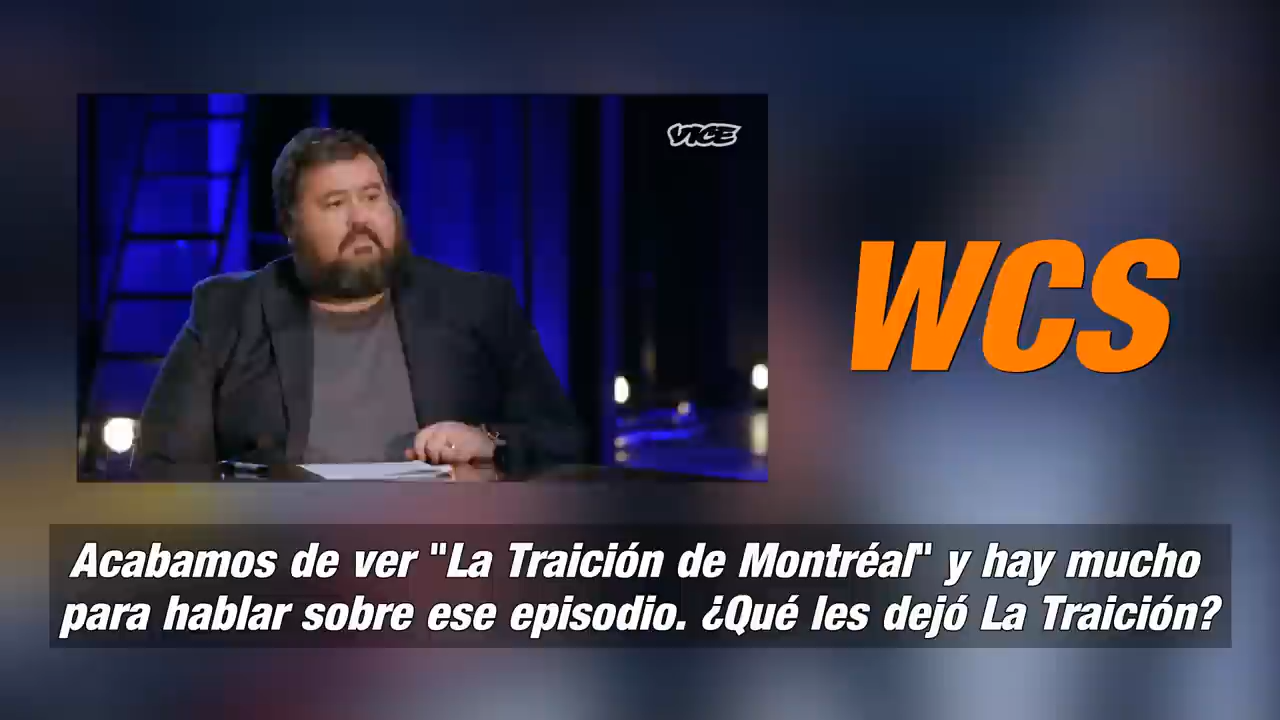 VICE
WCS
Acabamos de ver "La Traición de Montréal" y hay mucho
para hablar sobre ese episodio. ¿Qué les dejó La Traición?